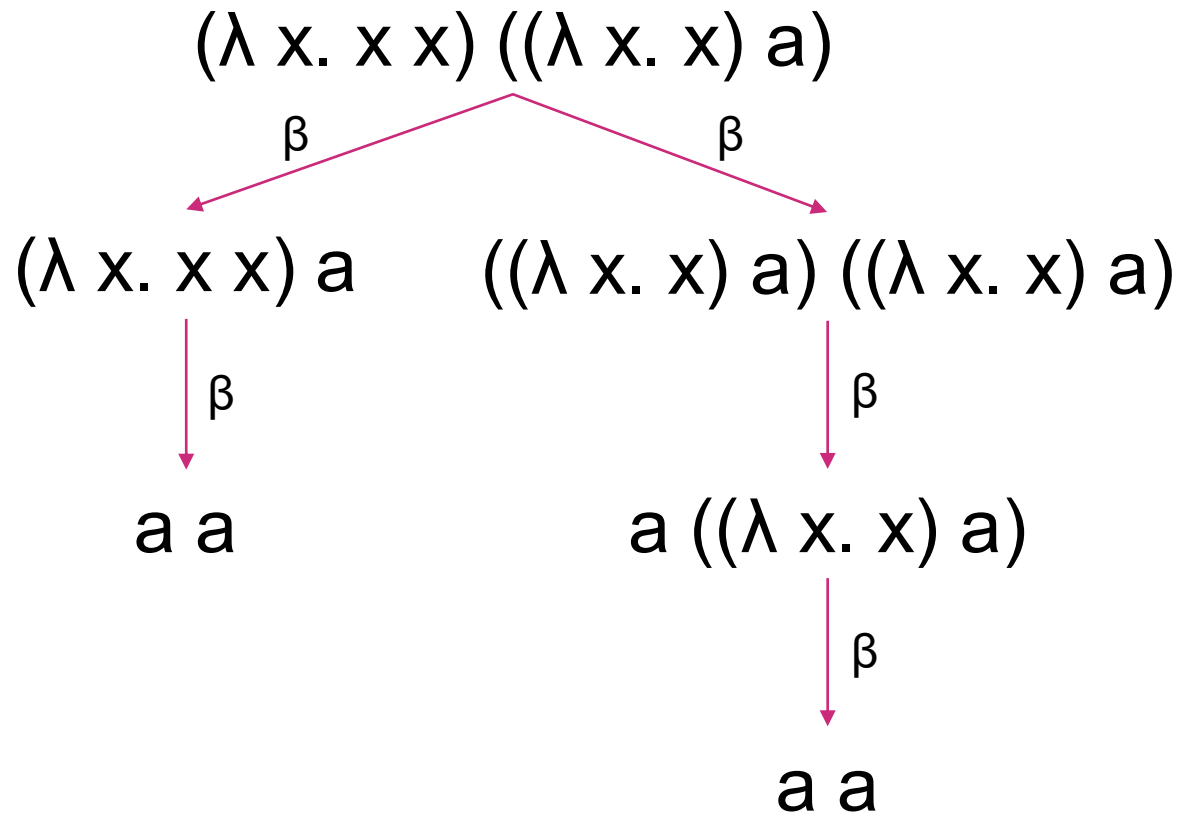 (λ x. x x) ((λ x. x) a)
β β
(λ x. x x) a ((λ x. x) a) ((λ x. x) a)
β β
a a a ((λ x. x) a)
β
a a